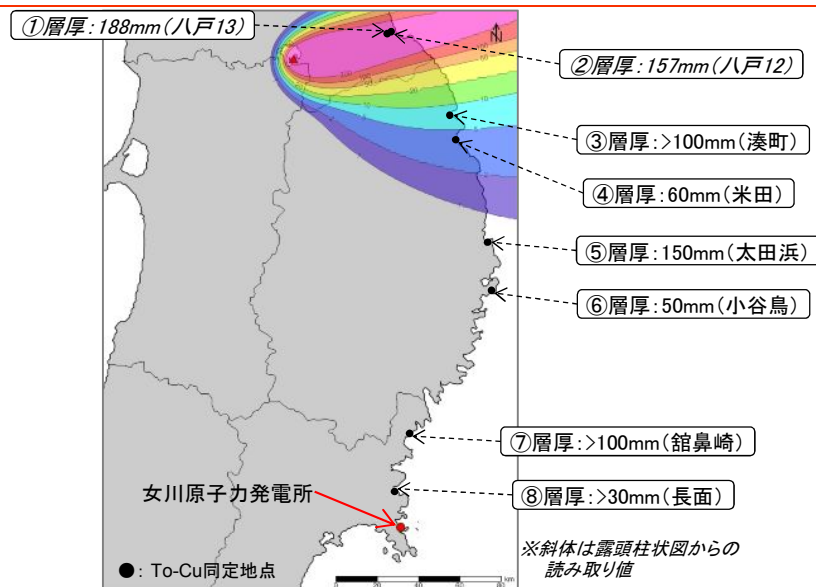 ①層厚:188mm(八戸13)
②層厚:157mm(八戸12)
③層厚:>100mm(湊町)
④層厚:60mm(米田)
⑤層厚:150mm(太田浜)
⑥層厚:50mm(小谷鳥)
⑦層厚:>100mm(舘鼻崎)
女川原子力発電所
⑧層厚:>30mm(長面)
※斜体は露頭柱状図からの
読み取り値
●:To-Cu同定地点